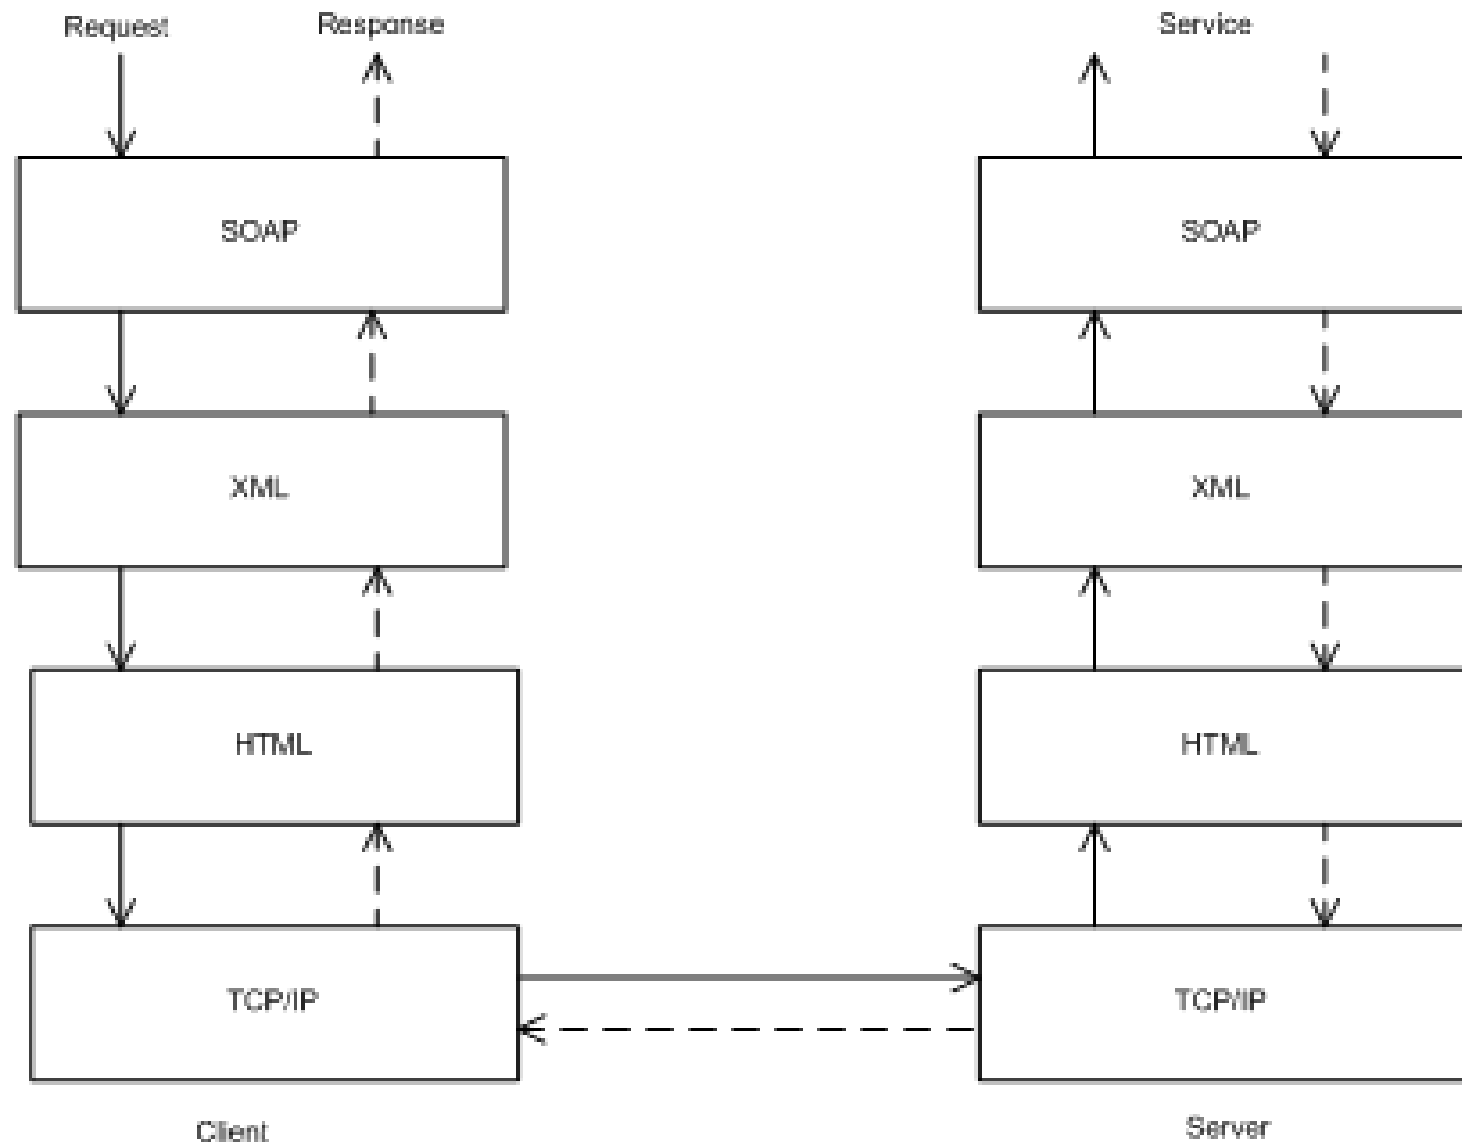 Request
Response
Service
SOAP
SOAP
XML
XML
HTML
HTML
TCP/IP
TCP/IP
Client
Server